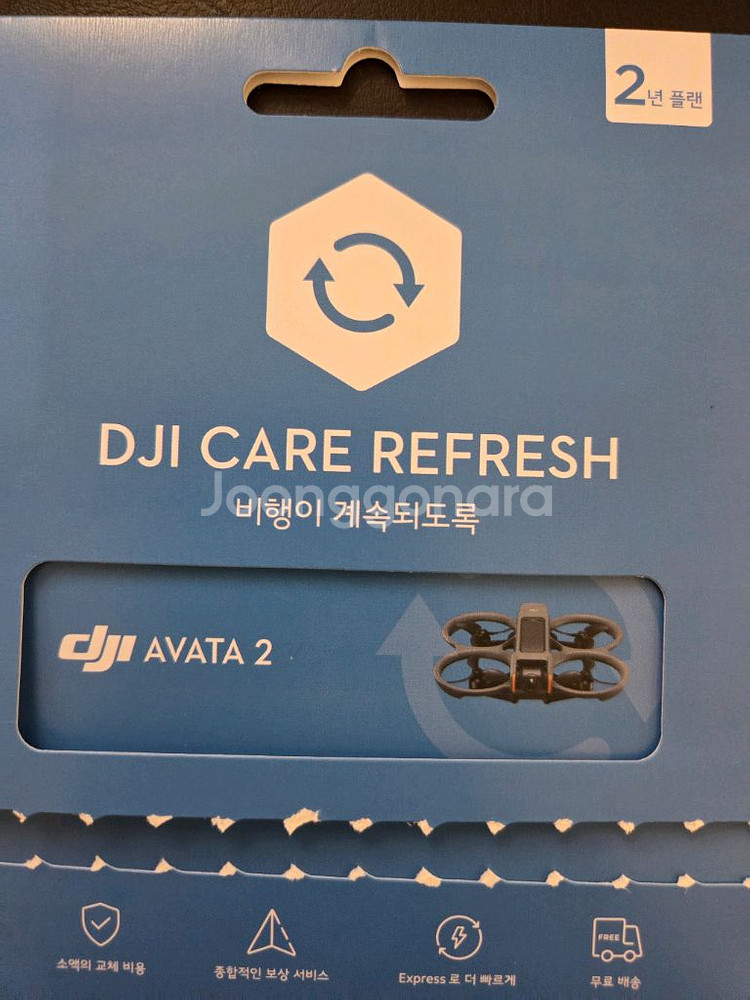 2년 플랜
DJI CARE REFRESH
Joonggonara
비행이 계속되도록
dji AVATA 2
FREE
소액의 교체 비용
종합적인 보상 서비스
Express 로 더 빠르게
무료 배송